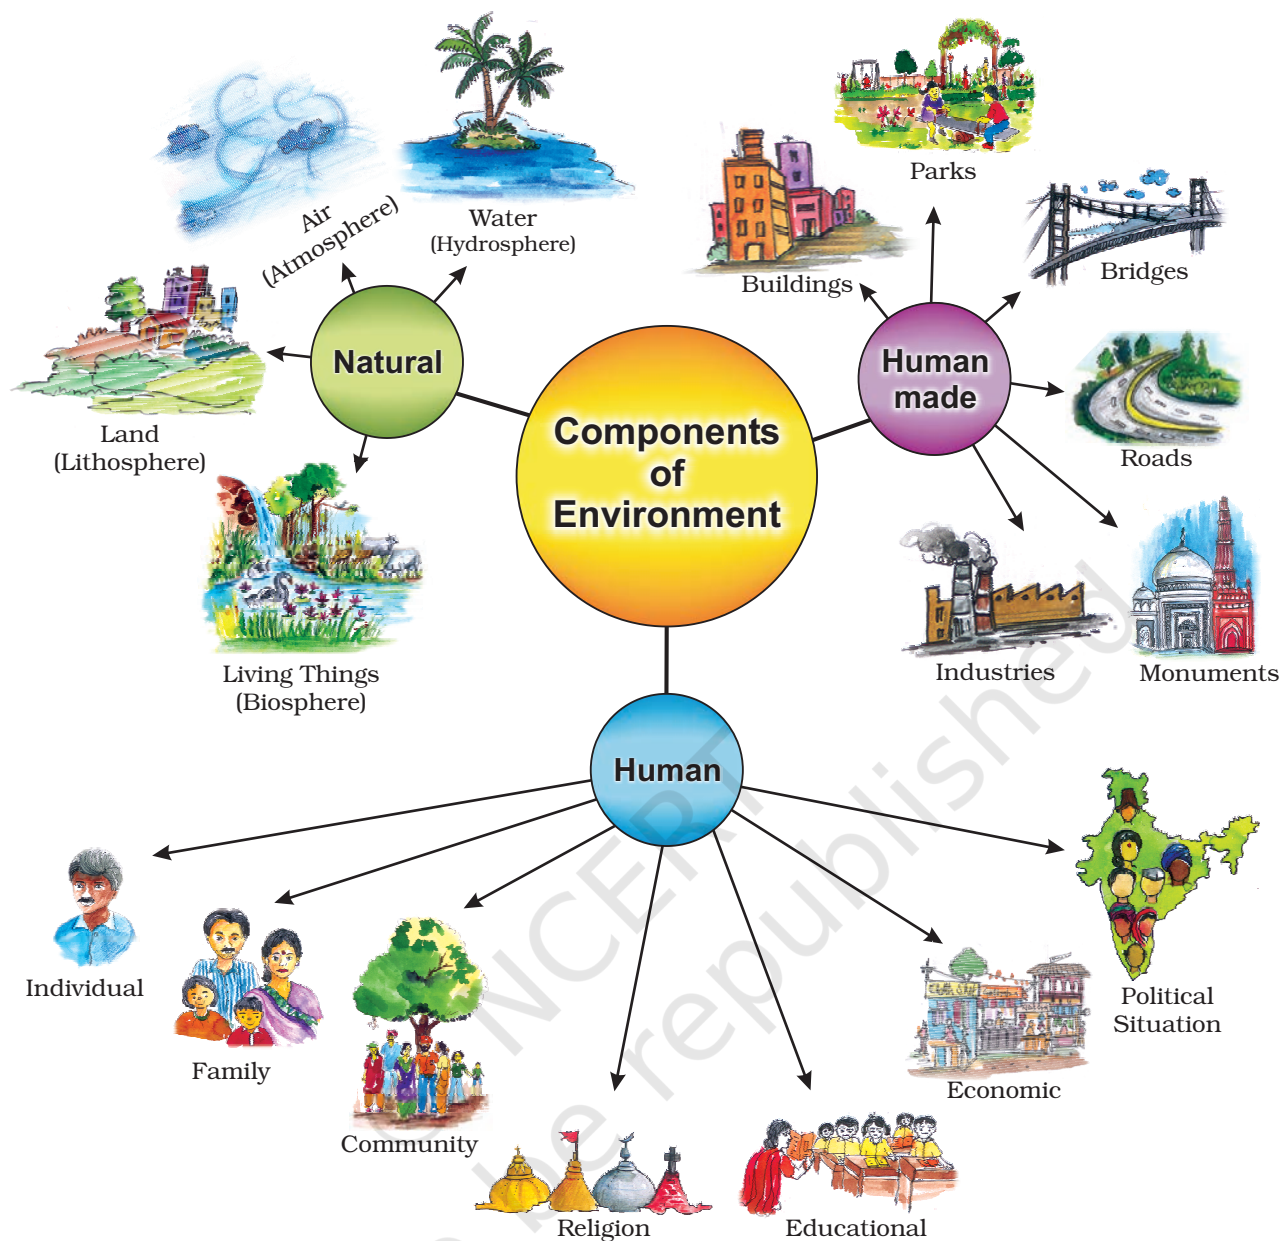 Components
of
Environment
Natural
Air
(Atmosphere)
Water
(Hydrosphere)
Land
(Lithosphere)
Living Things
(Biosphere)
Human
made
Buildings
Parks
Bridges
Roads
Monuments
Industries
Human
Individual
Family
Community
Religion
Educational
Economic
Political
Situation
© NCERT
be republished